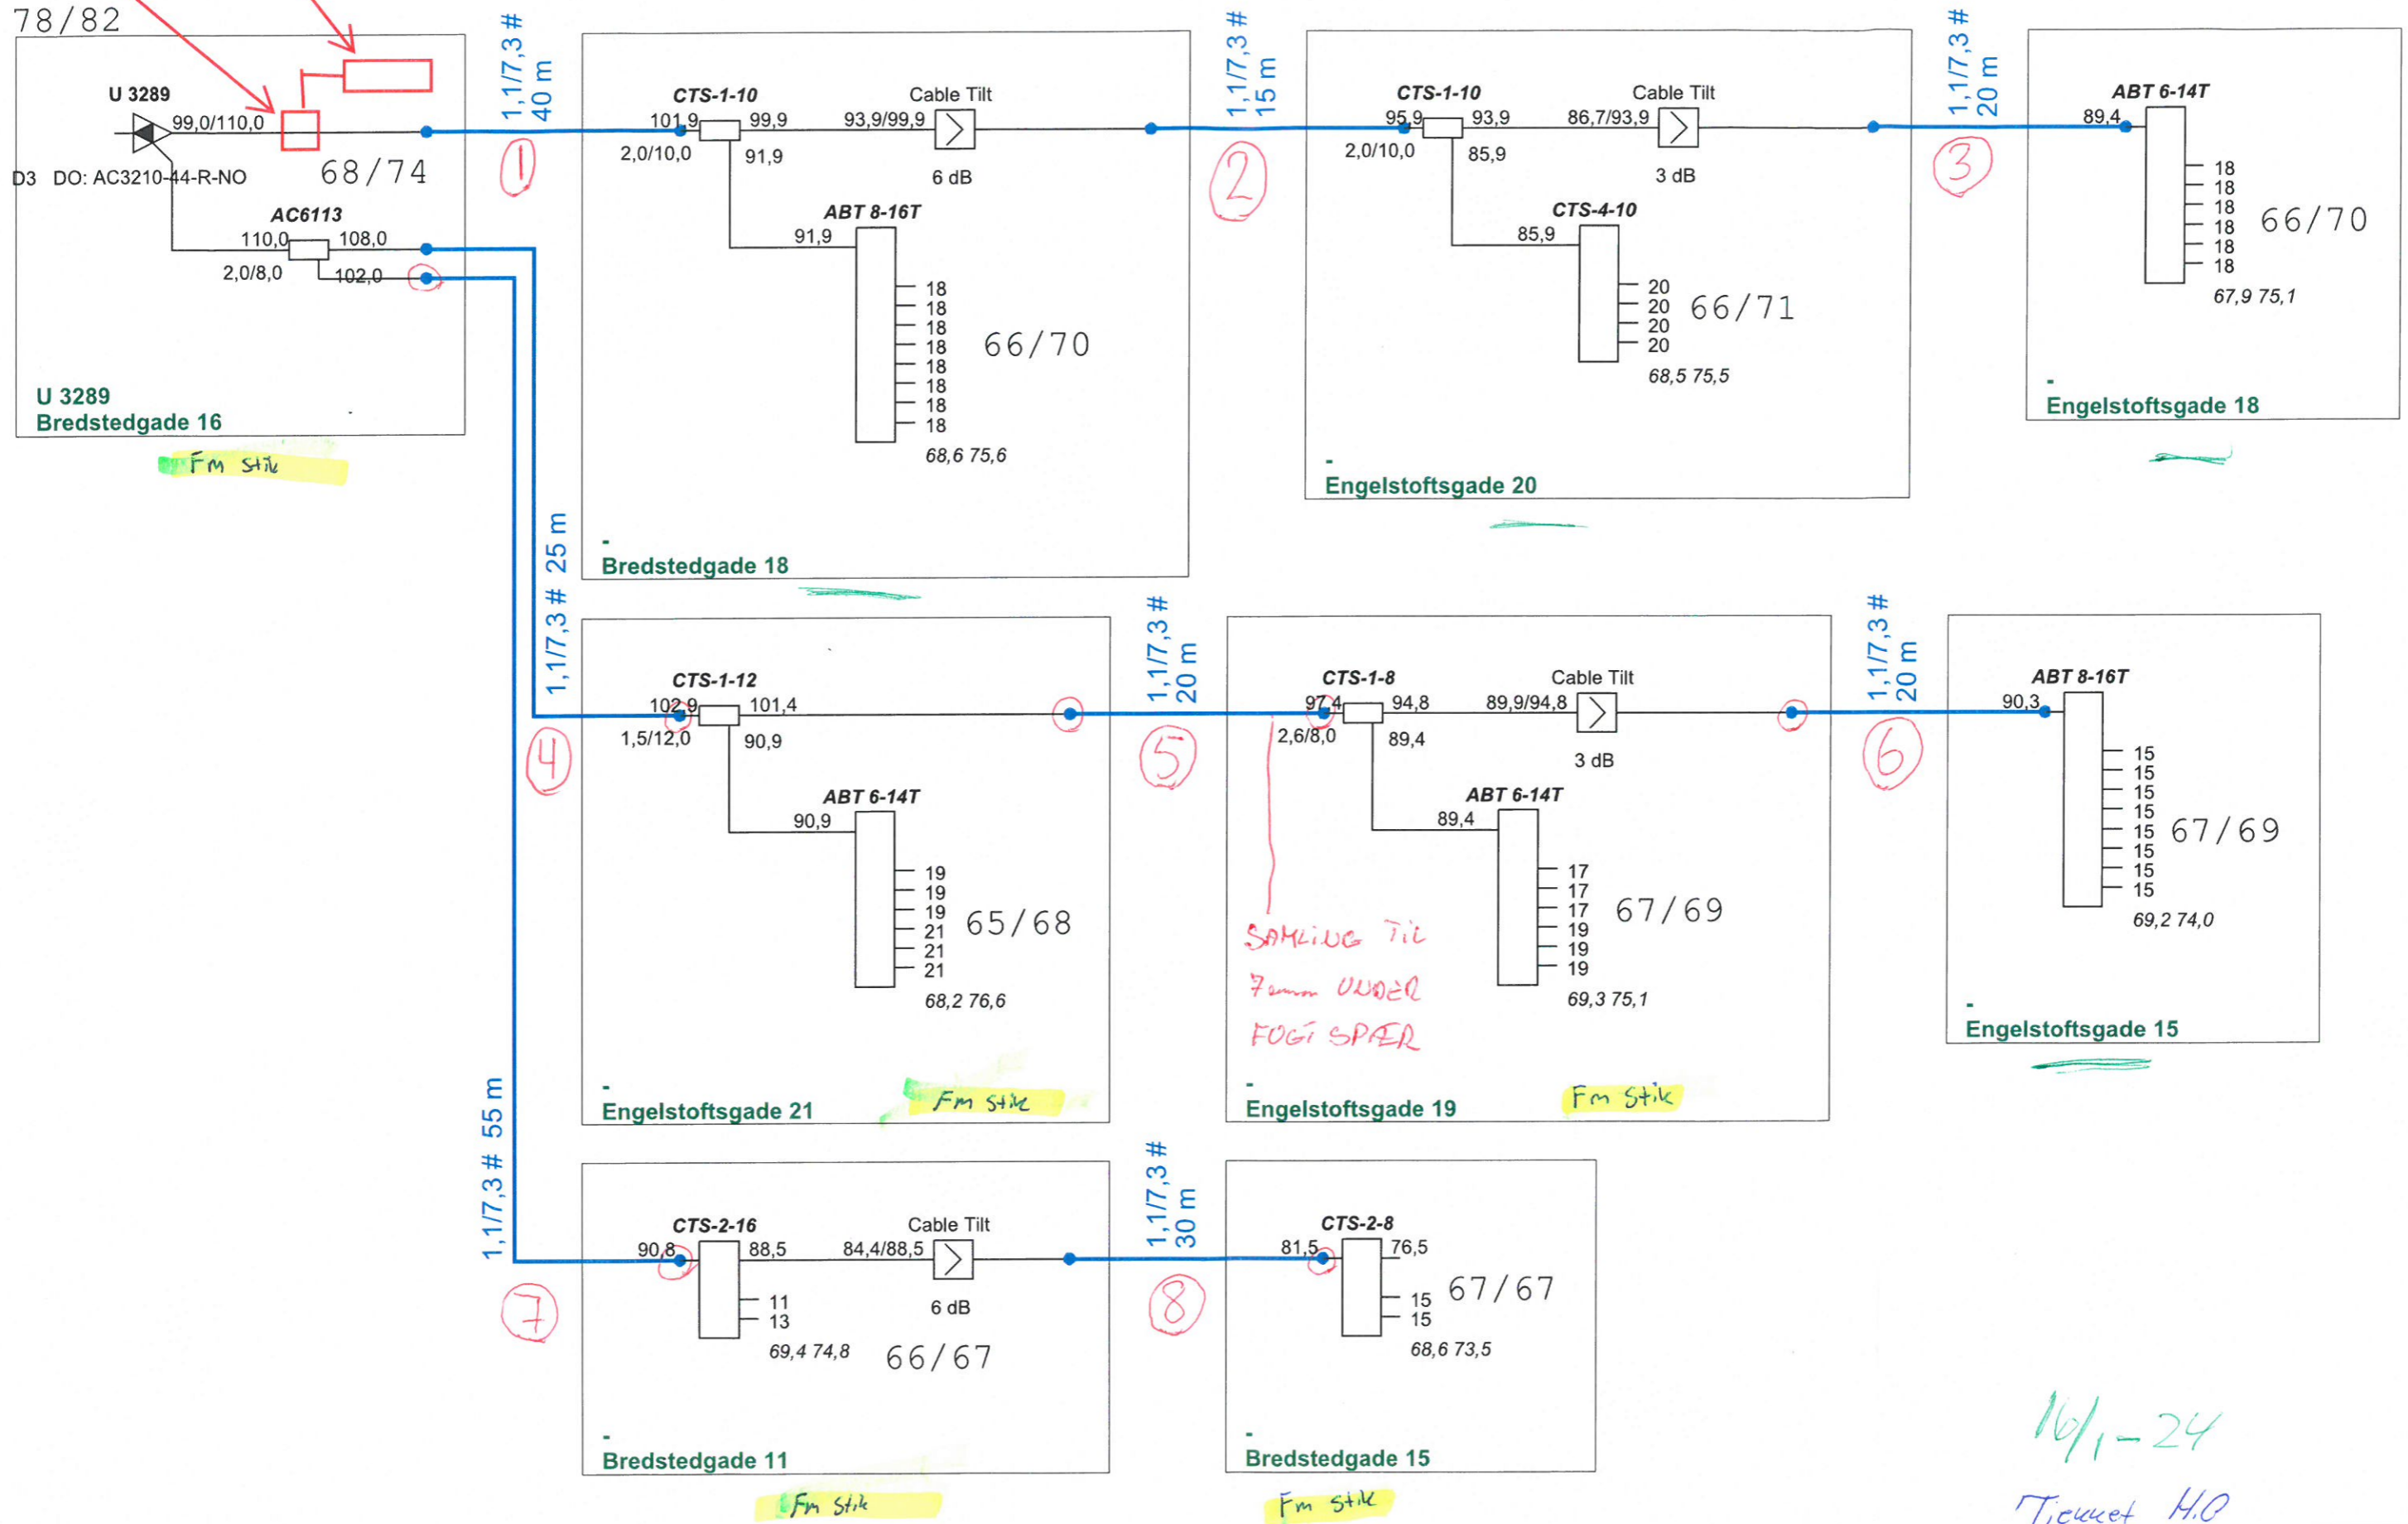 78/82
U 3289
99,0/110,0
D3 DO: AC3210-44-R-NO
68/74
AC6113
110,0
108,0
2,0/8,0
102,0
U 3289
Bredstedgade 16
Fm stik
1,1/7,3 #
40 m
1
CTS-1-10
101,9
99,9
2,0/10,0
91,9
Cable Tilt
93,9/99,9
6 dB
ABT 8-16T
91,9
18
18
18
18
18
18
18
18
66/70
68,6 75,6
-
Bredstedgade 18
1,1/7,3 #
15 m
2
CTS-1-10
95,9
93,9
2,0/10,0
85,9
Cable Tilt
86,7/93,9
3 dB
CTS-4-10
85,9
20
20
20
20
66/71
68,5 75,5
-
Engelstoftsgade 20
1,1/7,3 #
20 m
3
ABT 6-14T
89,4
18
18
18
18
18
18
66/70
67,9 75,1
-
Engelstoftsgade 18
1,1/7,3 # 25 m
4
CTS-1-12
102,9
101,4
1,5/12,0
90,9
ABT 6-14T
90,9
19
19
19
21
21
21
65/68
68,2 76,6
-
Engelstoftsgade 21
Fm stik
1,1/7,3 #
20 m
5
CTS-1-8
97,4
94,8
2,6/8,0
89,4
Cable Tilt
89,9/94,8
3 dB
ABT 6-14T
89,4
17
17
17
19
19
19
67/69
69,3 75,1
SAMLING TIL
7 UNDER
FUGT SPÆR
-
Engelstoftsgade 19
Fm stik
1,1/7,3 #
20 m
6
ABT 8-16T
90,3
15
15
15
15
15
15
15
15
67/69
69,2 74,0
-
Engelstoftsgade 15
1,1/7,3 # 55 m
7
CTS-2-16
90,8
88,5
11
13
69,4 74,8
66/67
Cable Tilt
84,4/88,5
6 dB
-
Bredstedgade 11
Fm stik
1,1/7,3 #
30 m
8
CTS-2-8
81,5
76,5
15
15
67/67
68,6 73,5
-
Bredstedgade 15
Fm stik
16/1-24